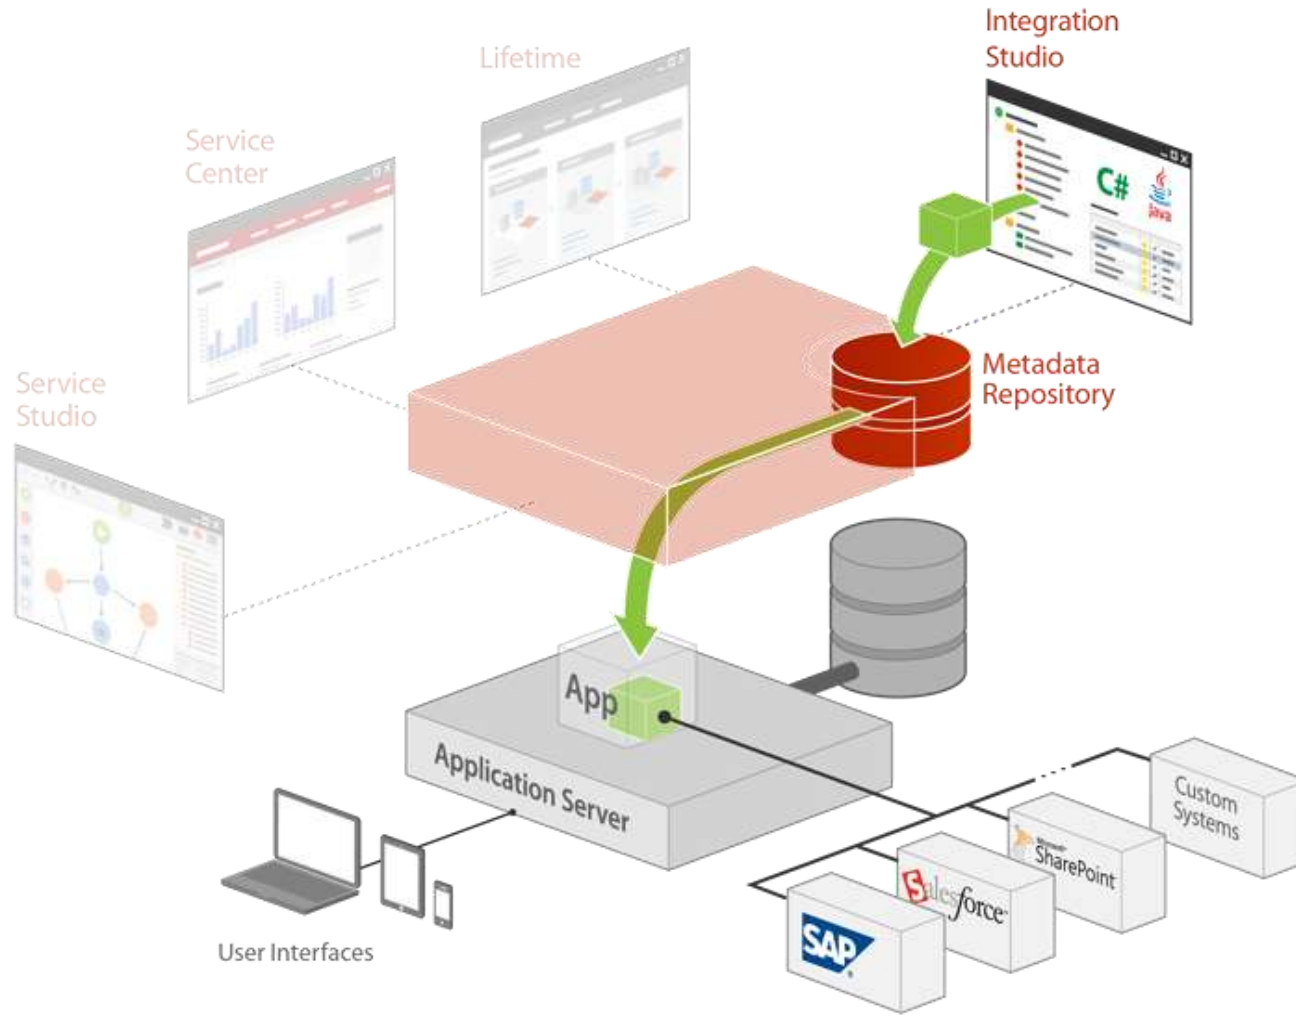 Integration
Studio
Lifetime
Service
Center
C#
Java
Metadata
Repository
Service
Studio
App
Application Server
Custom
Systems
Microsoft
SharePoint
Salesforce
SAP
User Interfaces